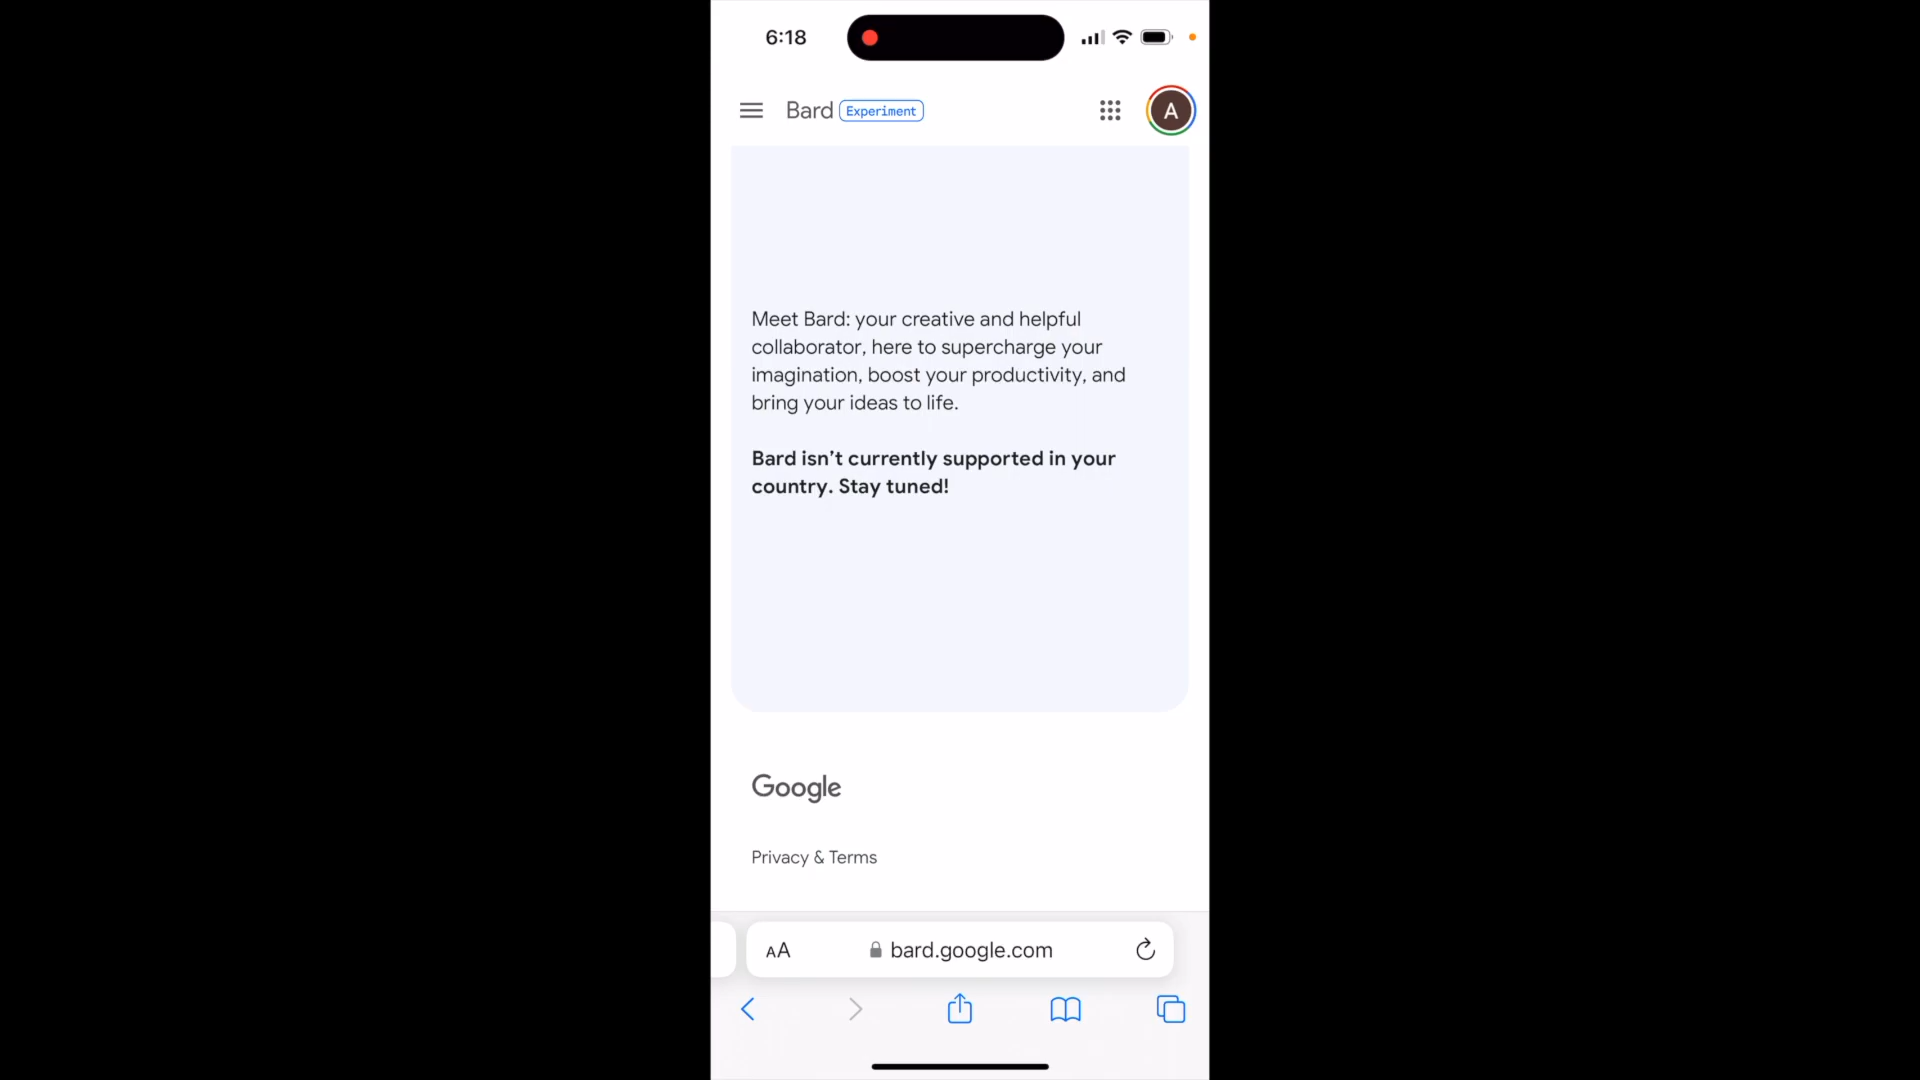 6:18
Bard Experiment
A
Meet Bard: your creative and helpful
collaborator, here to supercharge your
imagination, boost your productivity, and
bring your ideas to life.
Bard isn’t currently supported in your
country. Stay tuned!
Google
Privacy & Terms
AA bard.google.com